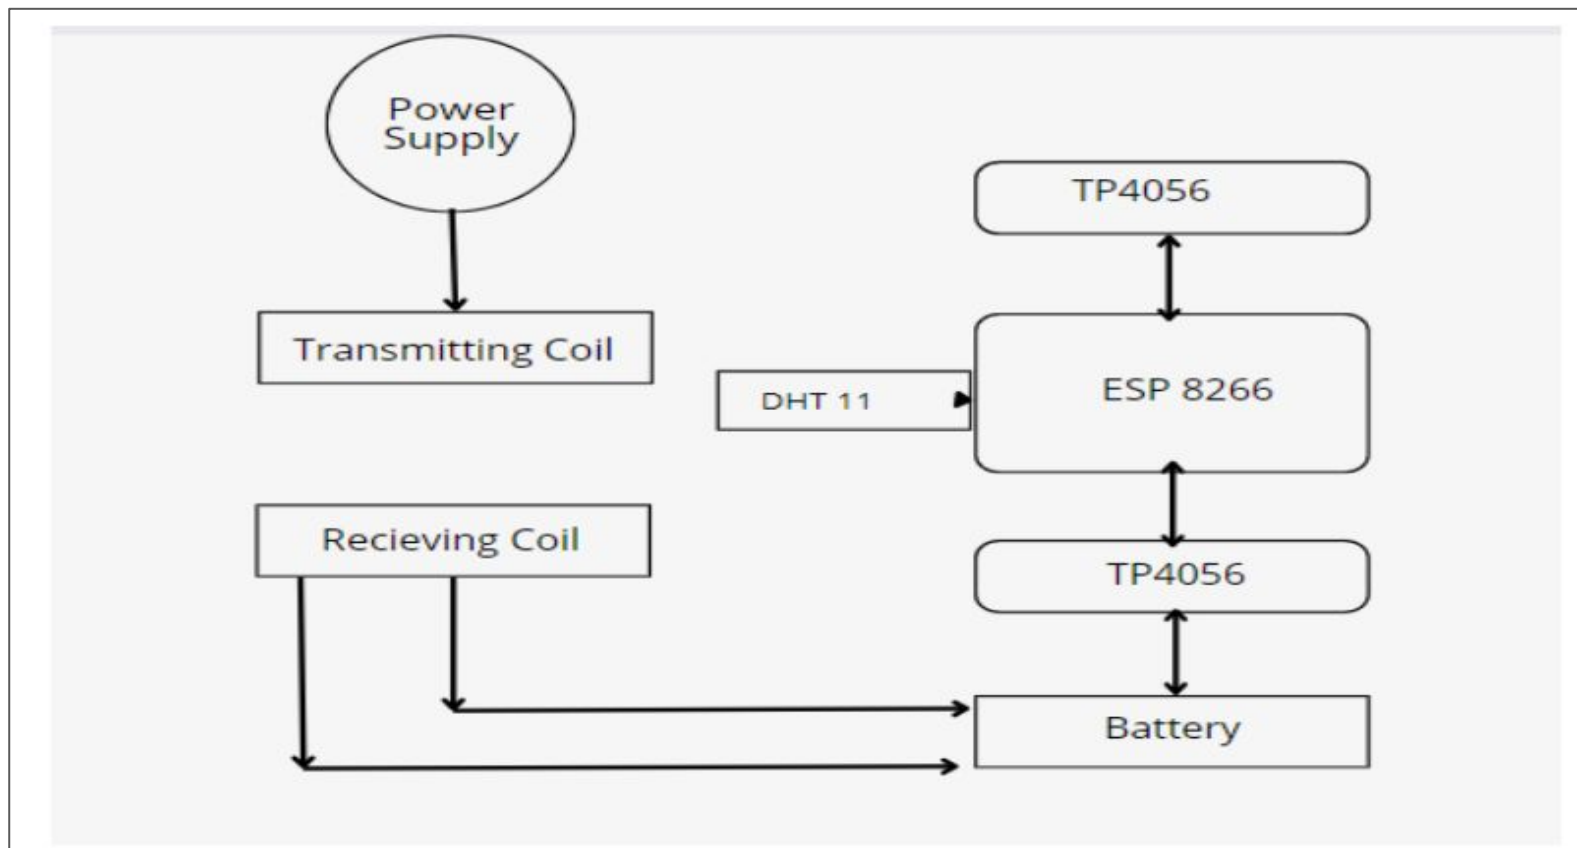 Power
Supply
TP4056
Transmitting Coil
ESP 8266
DHT 11
Recieving Coil
TP4056
Battery